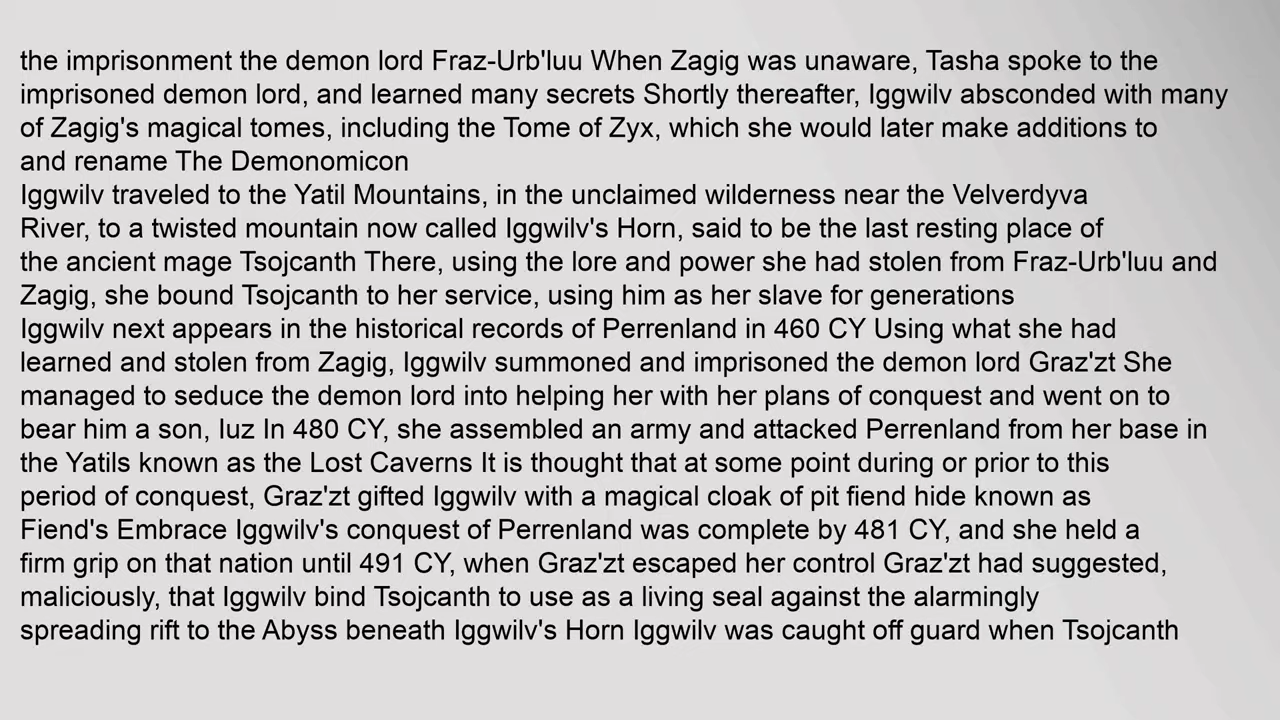 the imprisonment the demon lord Fraz-Urb'luu When Zagig was unaware, Tasha spoke to the
imprisoned demon lord, and learned many secrets Shortly thereafter, Iggwilv absconded with many
of Zagig's magical tomes, including the Tome of Zyx, which she would later make additions to
and rename The Demonomicon
Iggwilv traveled to the Yatil Mountains, in the unclaimed wilderness near the Velverdyva
River, to a twisted mountain now called Iggwilv's Horn, said to be the last resting place of
the ancient mage Tsojcanth There, using the lore and power she had stolen from Fraz-Urb'luu and
Zagig, she bound Tsojcanth to her service, using him as her slave for generations
Iggwilv next appears in the historical records of Perrenland in 460 CY Using what she had
learned and stolen from Zagig, Iggwilv summoned and imprisoned the demon lord Graz'zt She
managed to seduce the demon lord into helping her with her plans of conquest and went on to
bear him a son, Iuz In 480 CY, she assembled an army and attacked Perrenland from her base in
the Yatils known as the Lost Caverns It is thought that at some point during or prior to this
period of conquest, Graz'zt gifted Iggwilv with a magical cloak of pit fiend hide known as
Fiend's Embrace Iggwilv's conquest of Perrenland was complete by 481 CY, and she held a
firm grip on that nation until 491 CY, when Graz'zt escaped her control Graz'zt had suggested,
maliciously, that Iggwilv bind Tsojcanth to use as a living seal against the alarmingly
spreading rift to the Abyss beneath Iggwilv's Horn Iggwilv was caught off guard when Tsojcanth